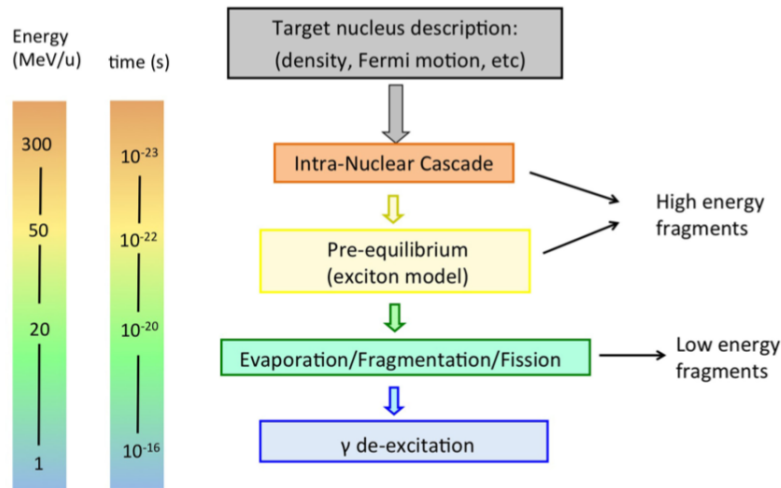 Energy
(MeV/u)
time (s)
300
50
20
1
10⁻²³
10⁻²²
10⁻²⁰
10⁻¹⁶
Target nucleus description:
(density, Fermi motion, etc)
Intra-Nuclear Cascade
Pre-equilibrium
(exciton model)
Evaporation/Fragmentation/Fission
γ de-excitation
High energy
fragments
Low energy
fragments